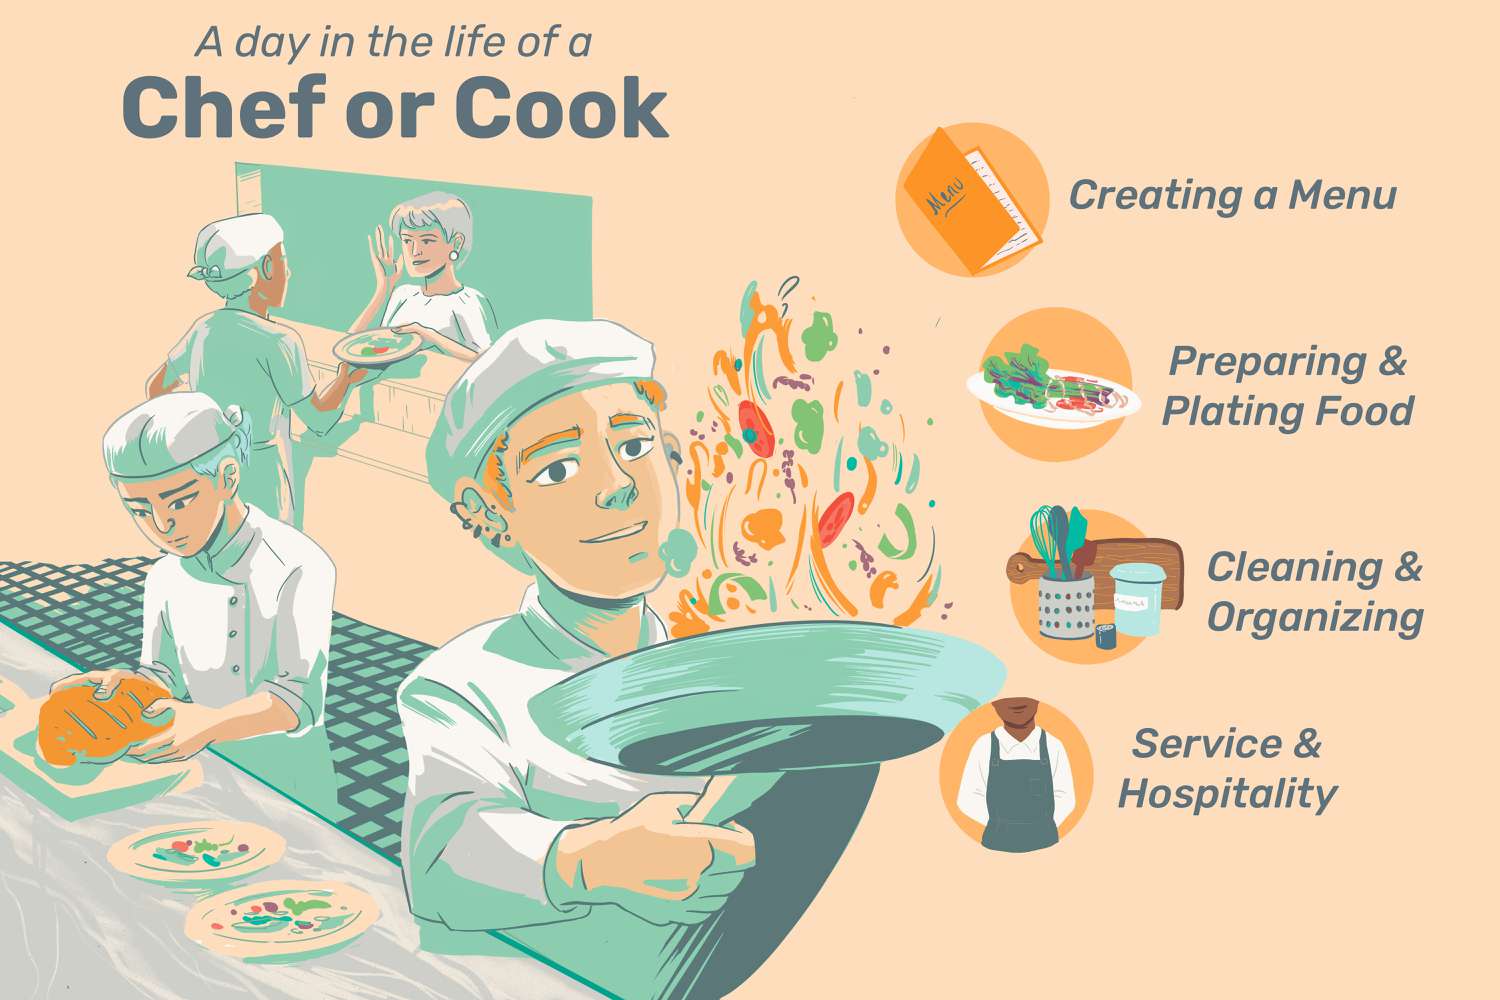 A day in the life of a
Chef or Cook
Menu
Creating a Menu
Preparing &
Plating Food
Cleaning &
Organizing
Service &
Hospitality